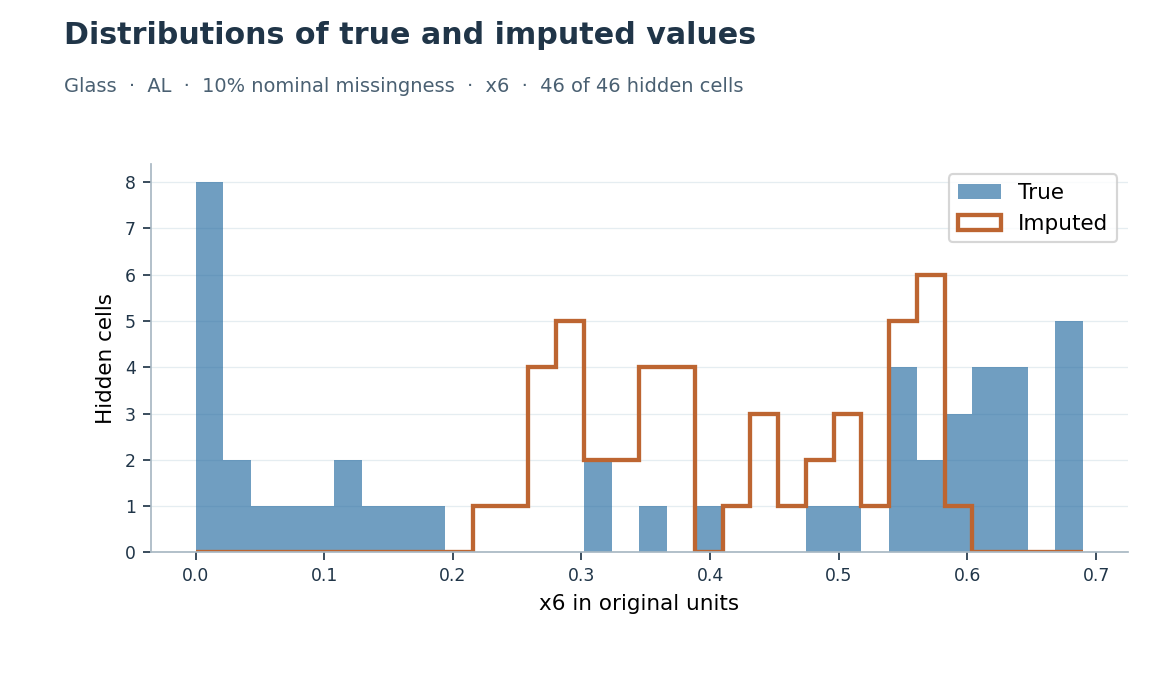 Distributions of true and imputed values
Glass · AL · 10% nominal missingness · x6 · 46 of 46 hidden cells
True
Imputed
Hidden cells
8
7
6
5
4
3
2
1
0
0.0 0.1 0.2 0.3 0.4 0.5 0.6 0.7
x6 in original units